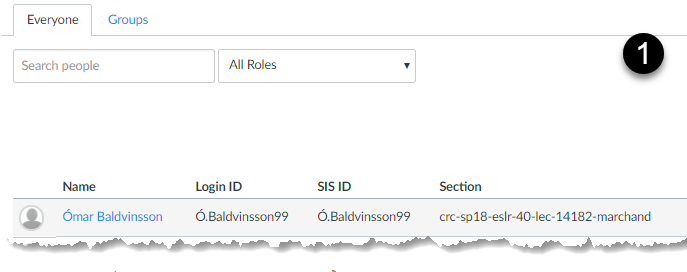 Everyone Groups
1
Search people All Roles
Name Login ID SIS ID Section
Ómar Baldvinsson Ó.Baldvinsson99 Ó.Baldvinsson99 crc-sp18-eslr-40-lec-14182-marchand